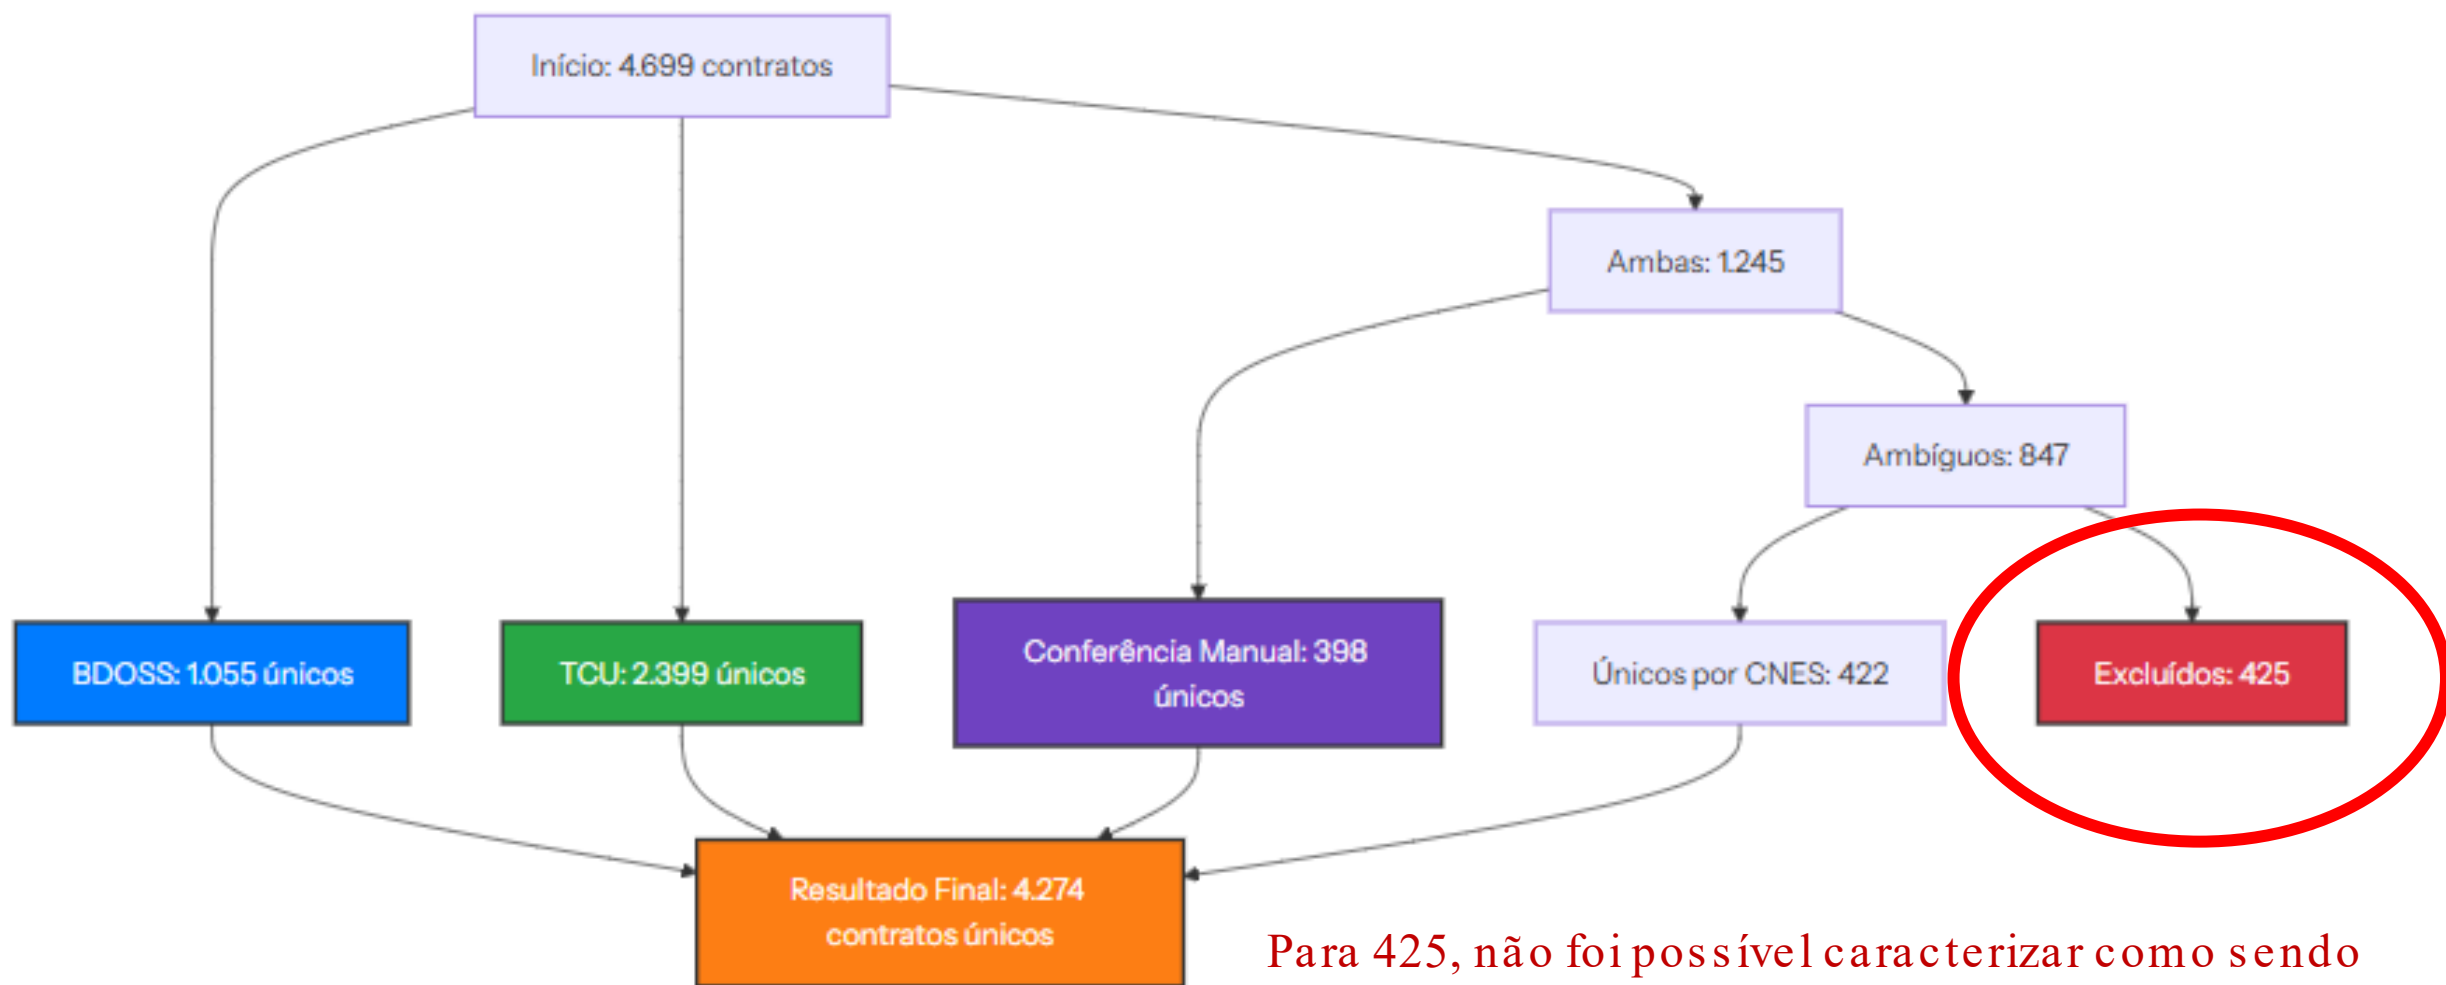 Início: 4.699 contratos
Ambas: 1.245
Ambíguos: 847
BDOSS: 1.055 únicos
TCU: 2.399 únicos
Conferência Manual: 398
únicos
Únicos por CNES: 422
Excluídos: 425
Resultado Final: 4.274
contratos únicos
Para 425, não foi possível caracterizar como sendo